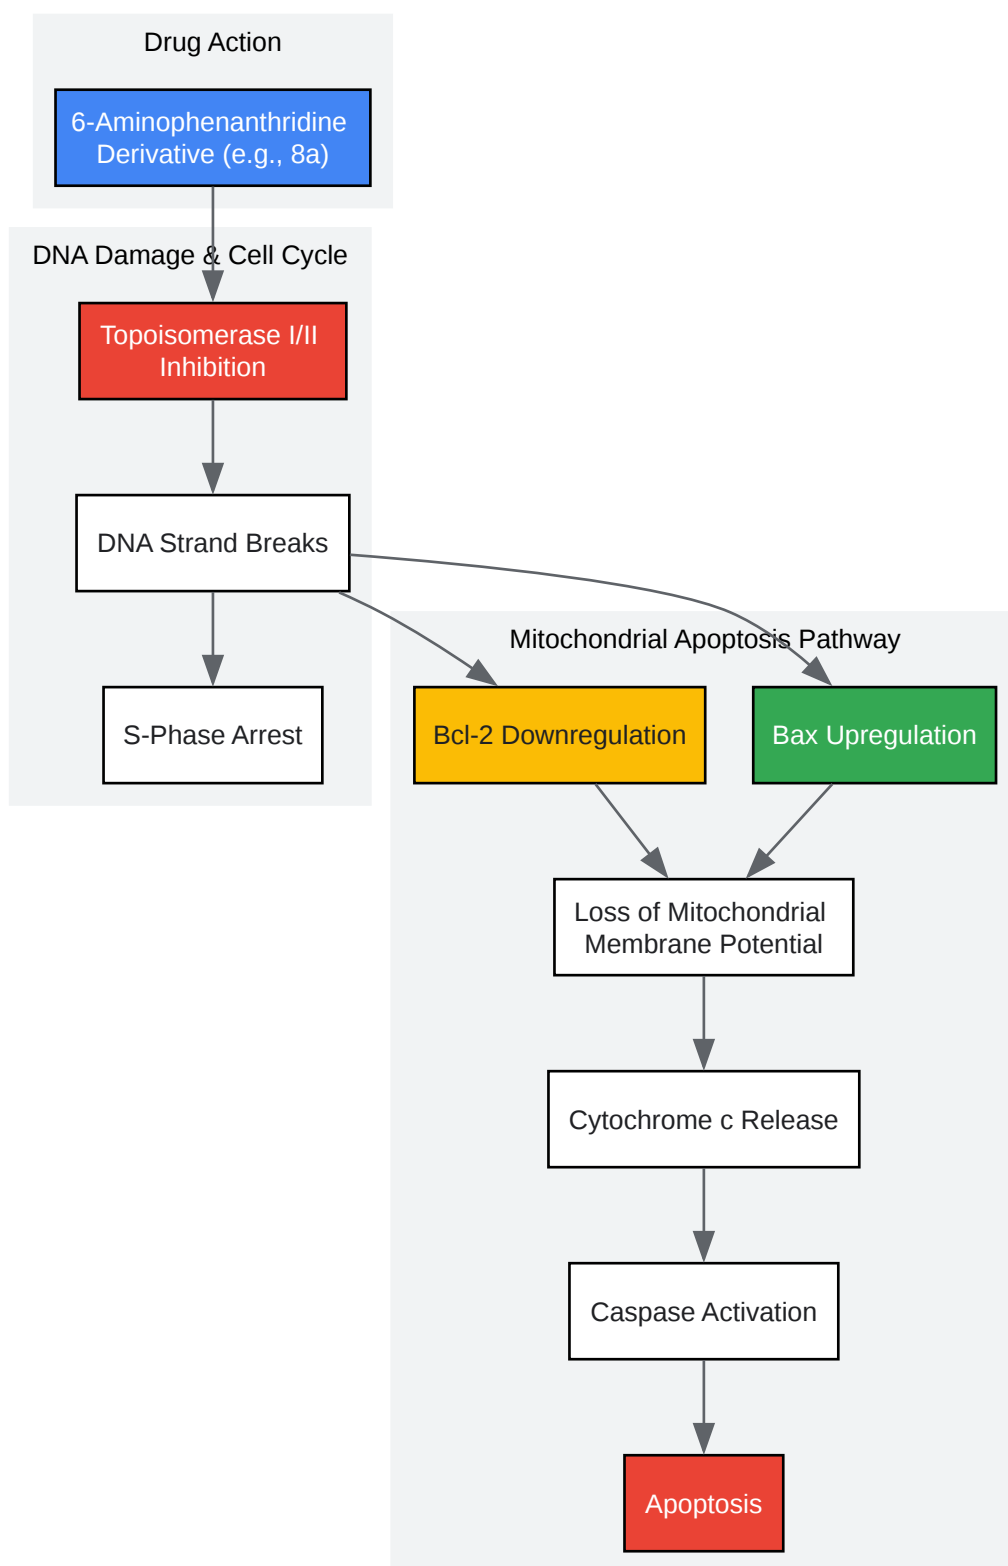 Drug Action
6-Aminophenanthridine
Derivative (e.g., 8a)
DNA Damage & Cell Cycle
Topoisomerase I/II
Inhibition
DNA Strand Breaks
S-Phase Arrest
Mitochondrial Apoptosis Pathway
Bcl-2 Downregulation
Bax Upregulation
Loss of Mitochondrial
Membrane Potential
Cytochrome c Release
Caspase Activation
Apoptosis